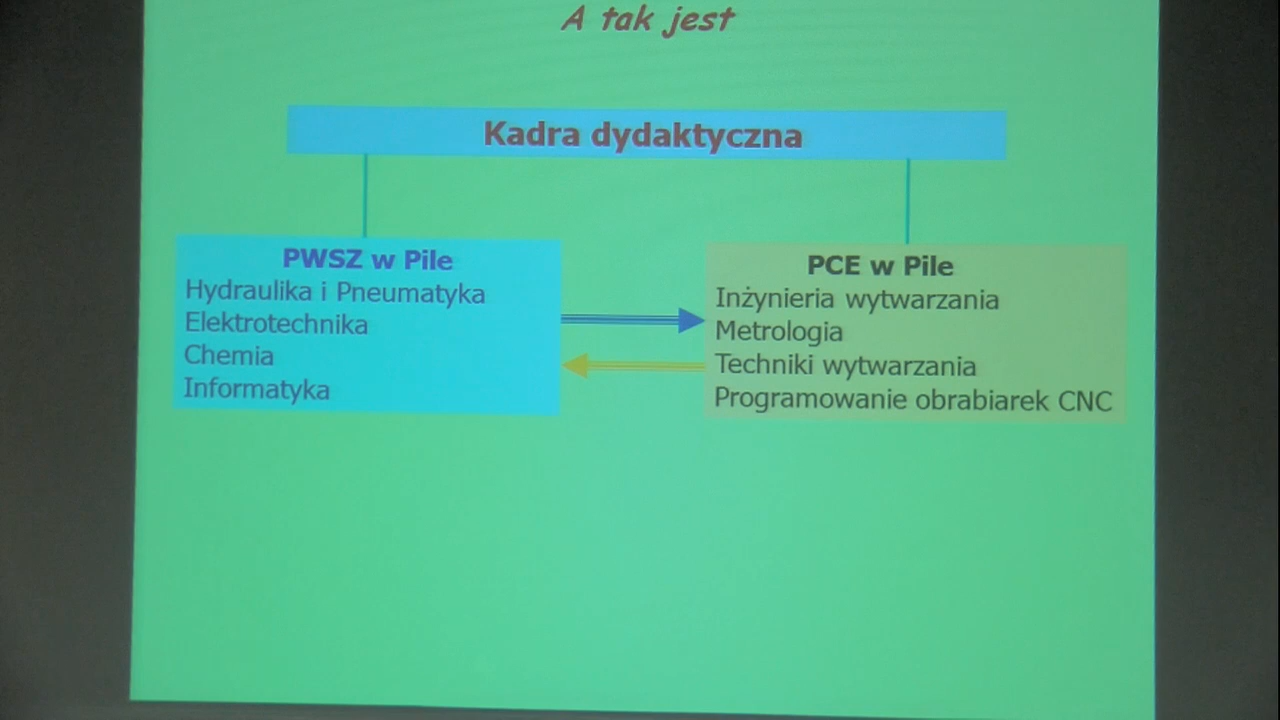 A tak jest
Kadra dydaktyczna
PWSZ w Pile
Hydraulika i Pneumatyka
Elektrotechnika
Chemia
Informatyka
PCE w Pile
Inżynieria wytwarzania
Metrologia
Techniki wytwarzania
Programowanie obrabiarek CNC